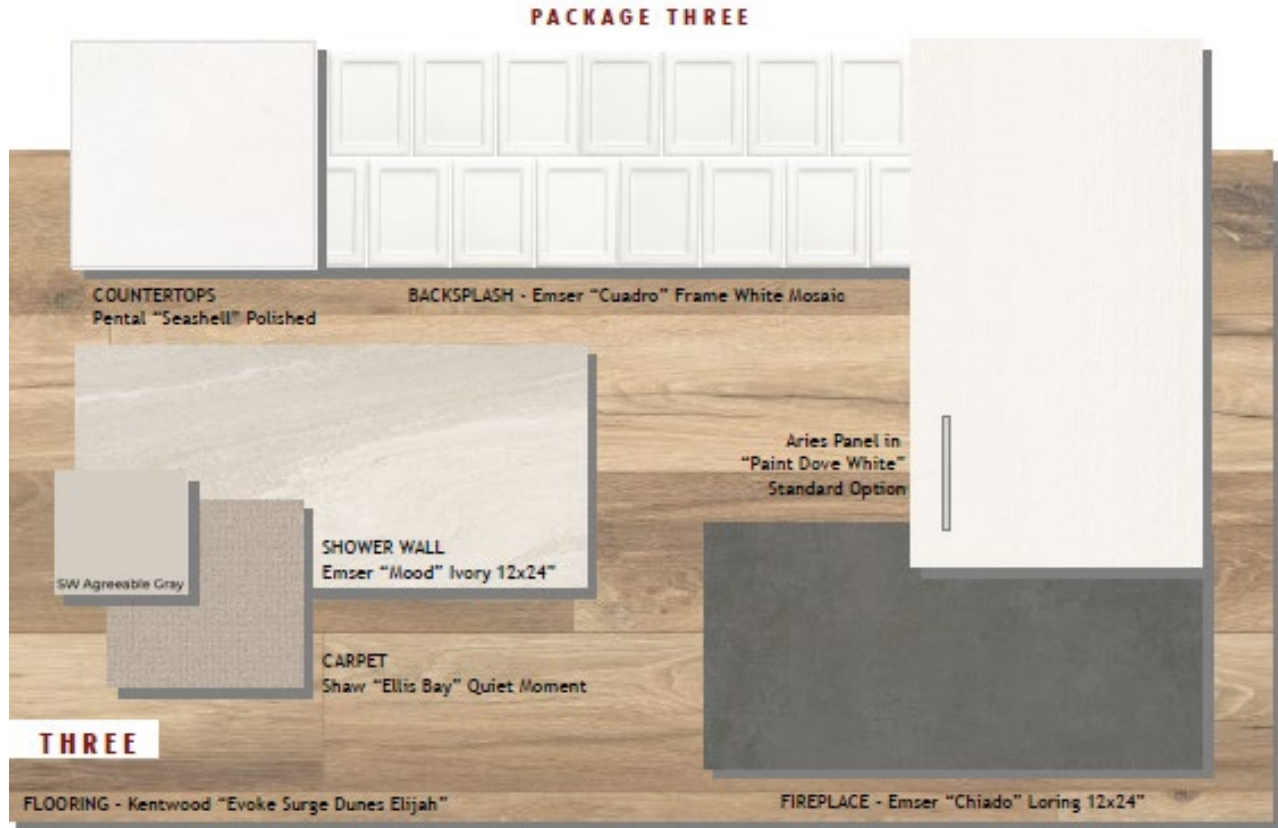 PACKAGE THREE
COUNTERTOPS
Pental “Seashell” Polished
BACKSPLASH - Emser “Cuadro” Frame White Mosaic
Aries Panel in
“Paint Dove White”
Standard Option
SHOWER WALL
Emser “Mood” Ivory 12x24”
SW Agreeable Gray
CARPET
Shaw “Ellis Bay” Quiet Moment
THREE
FLOORING - Kentwood “Evoke Surge Dunes Elijah”
FIREPLACE - Emser “Chiado” Loring 12x24”